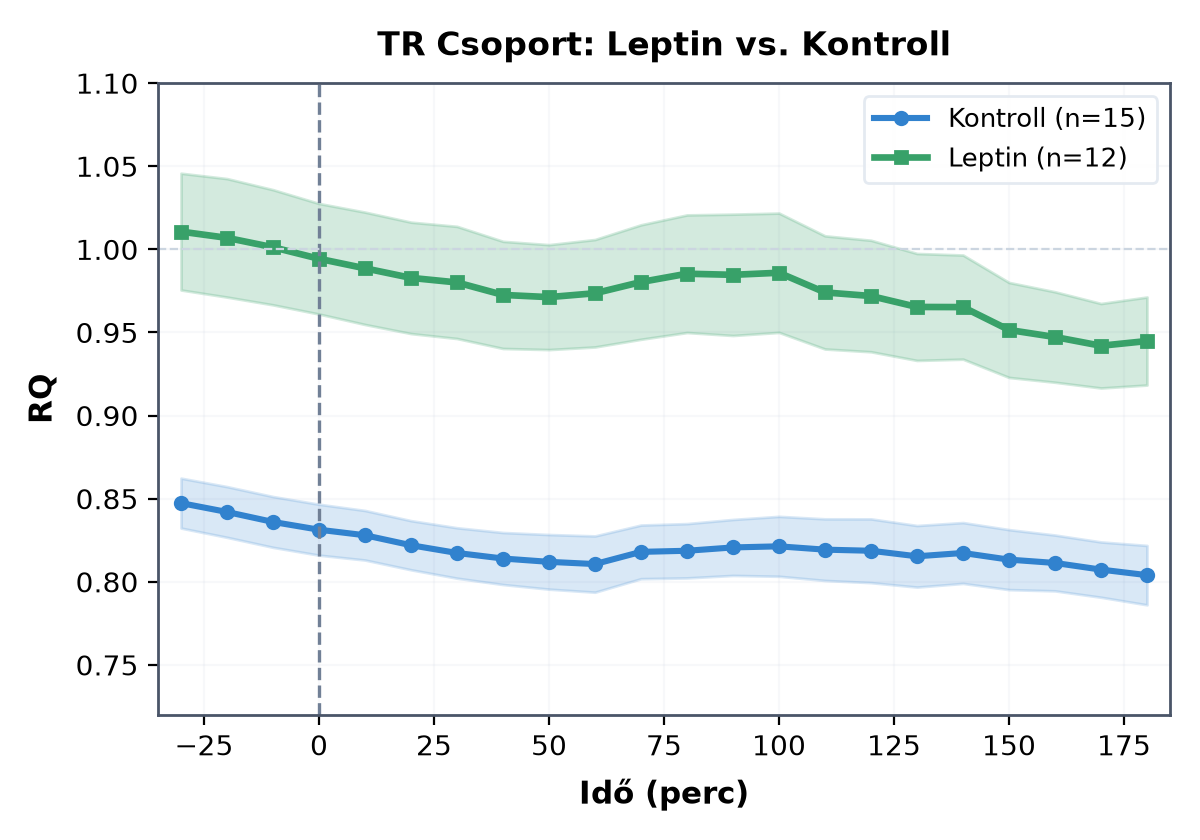 TR Csoport: Leptin vs. Kontroll
Kontroll (n=15)
Leptin (n=12)
RQ
1.10
1.05
1.00
0.95
0.90
0.85
0.80
0.75
−25 0 25 50 75 100 125 150 175
Idő (perc)